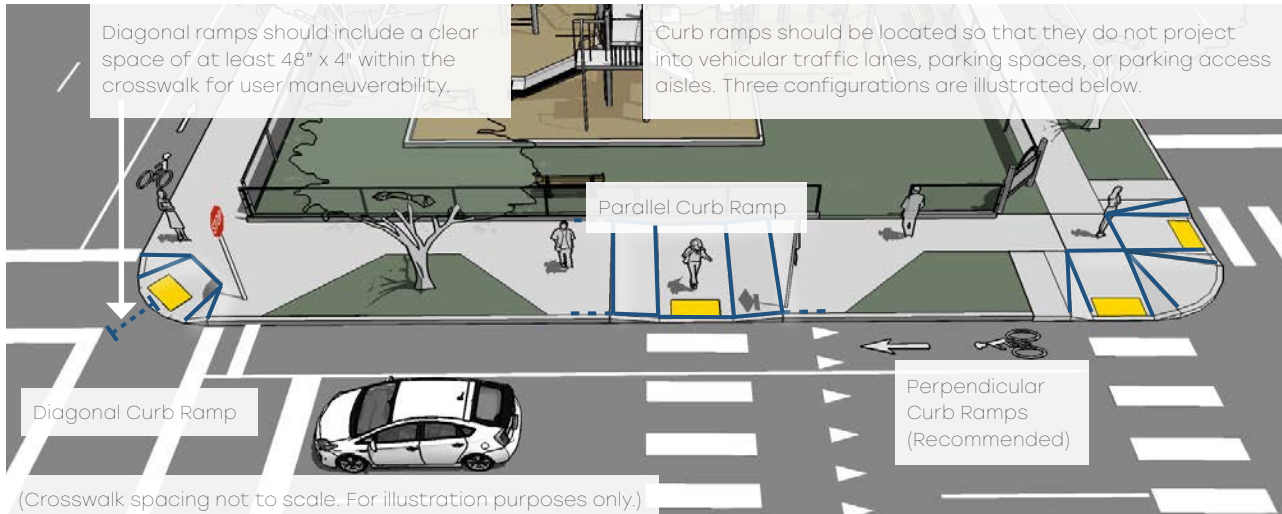 Diagonal ramps should include a clear
space of at least 48" x 4" within the
crosswalk for user maneuverability.
Curb ramps should be located so that they do not project
into vehicular traffic lanes, parking spaces, or parking access
aisles. Three configurations are illustrated below.
Parallel Curb Ramp
Diagonal Curb Ramp
Perpendicular
Curb Ramps
(Recommended)
(Crosswalk spacing not to scale. For illustration purposes only.)